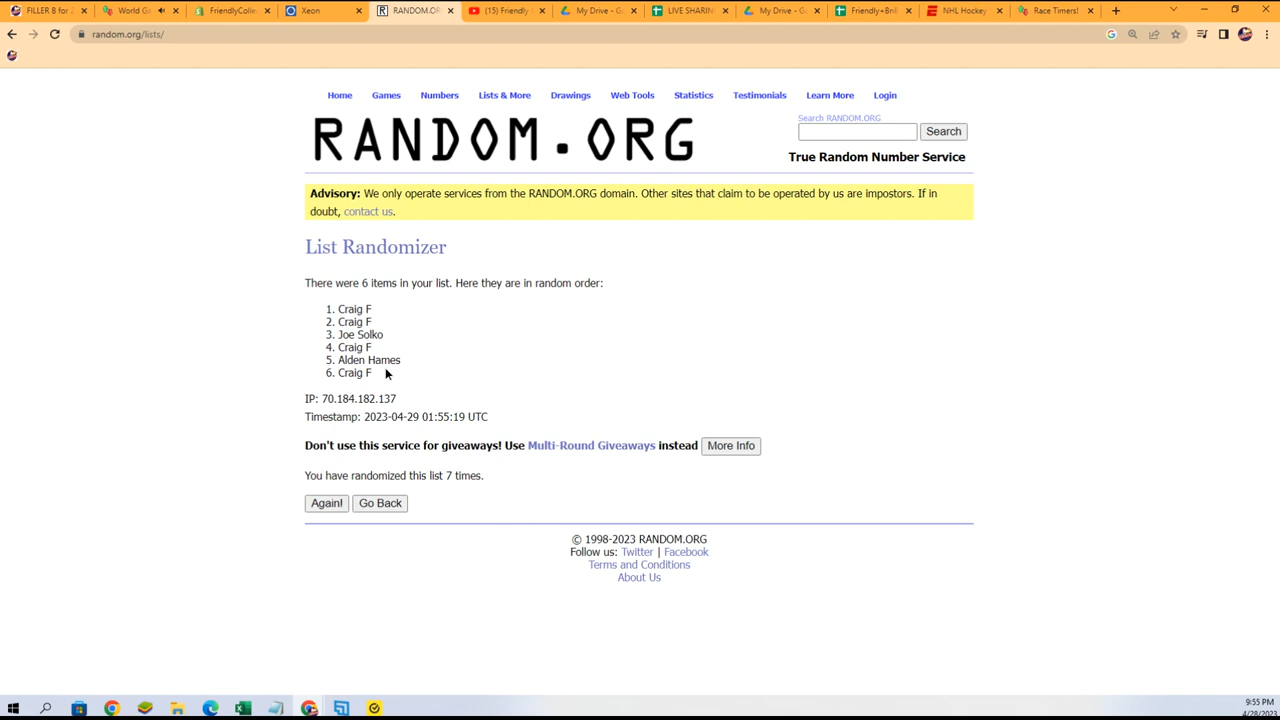 FILLER 8 for 2
World G
FriendlyColle
Xeon
RANDOM.OR
(15) Friendly
My Drive - G
LIVE SHARIN
My Drive - G
Friendly+Bn
NHL Hockey
Race Timers!
random.org/lists/
Home Games Numbers Lists & More Drawings Web Tools Statistics Testimonials Learn More Login
Search RANDOM.ORG
RANDOM.ORG
Search
True Random Number Service
Advisory: We only operate services from the RANDOM.ORG domain. Other sites that claim to be operated by us are impostors. If in
doubt, contact us.
List Randomizer
There were 6 items in your list. Here they are in random order:
1. Craig F
2. Craig F
3. Joe Solko
4. Craig F
5. Alden Hames
6. Craig F
IP: 70.184.182.137
Timestamp: 2023-04-29 01:55:19 UTC
Don't use this service for giveaways! Use Multi-Round Giveaways instead More Info
You have randomized this list 7 times.
Again! Go Back
© 1998-2023 RANDOM.ORG
Follow us: Twitter | Facebook
Terms and Conditions
About Us
9:55 PM
4/28/2023